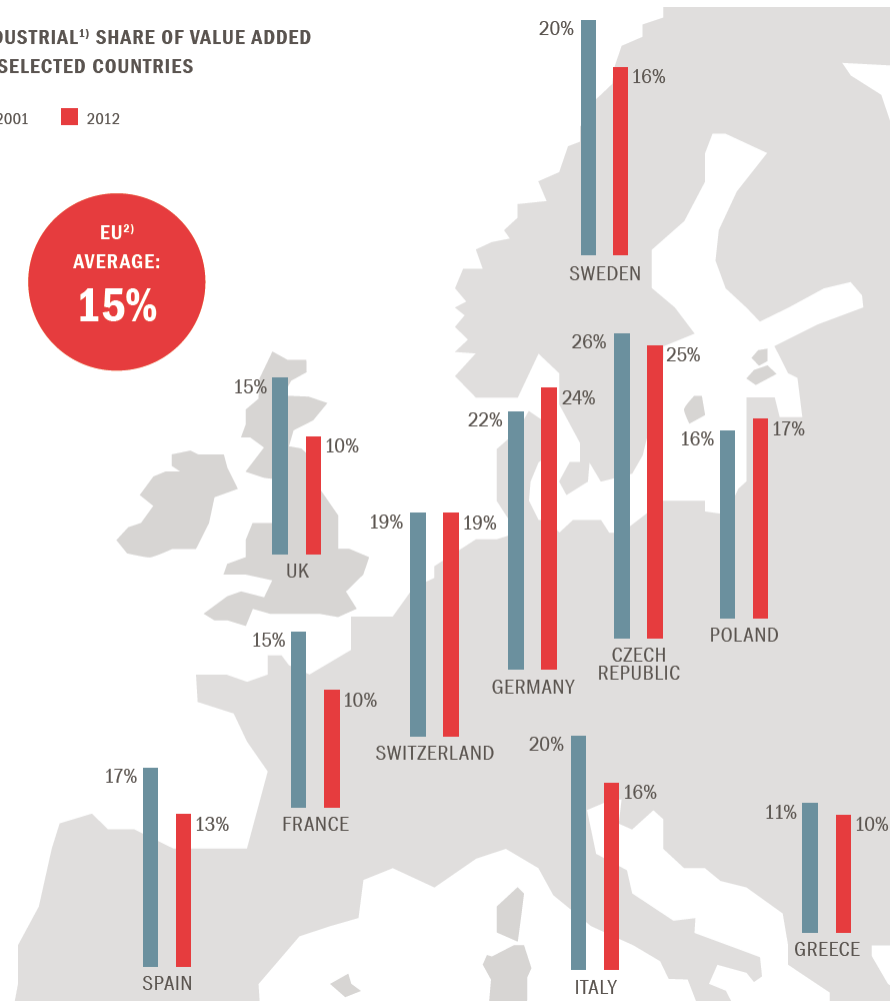 DUSTRIAL¹⁾ SHARE OF VALUE ADDED
SELECTED COUNTRIES
2001
2012
EU²⁾
AVERAGE:
15%
20%
16%
SWEDEN
26%
25%
CZECH
REPUBLIC
22%
24%
GERMANY
16%
17%
POLAND
15%
10%
UK
19%
19%
SWITZERLAND
15%
10%
FRANCE
20%
16%
ITALY
17%
13%
SPAIN
11%
10%
GREECE